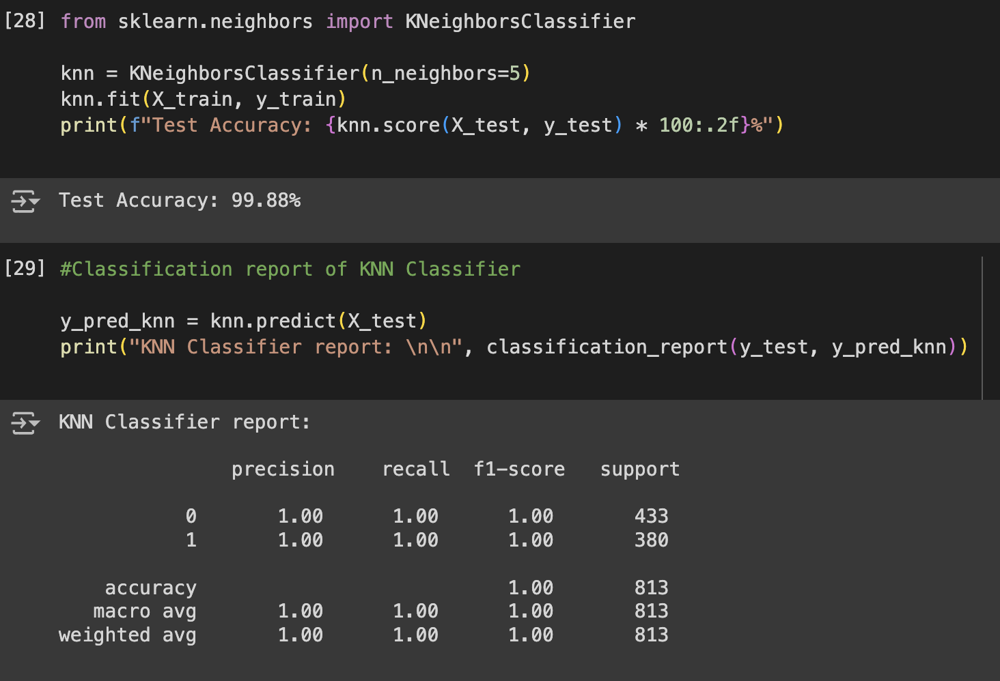 [28] from sklearn.neighbors import KNeighborsClassifier
knn = KNeighborsClassifier(n_neighbors=5)
knn.fit(X_train, y_train)
print(f"Test Accuracy: {knn.score(X_test, y_test) * 100:.2f}%")
Test Accuracy: 99.88%
[29] #Classification report of KNN Classifier
y_pred_knn = knn.predict(X_test)
print("KNN Classifier report: \n\n", classification_report(y_test, y_pred_knn))
KNN Classifier report:
precision recall f1-score support
0 1.00 1.00 1.00 433
1 1.00 1.00 1.00 380
accuracy 1.00 813
macro avg 1.00 1.00 1.00 813
weighted avg 1.00 1.00 1.00 813